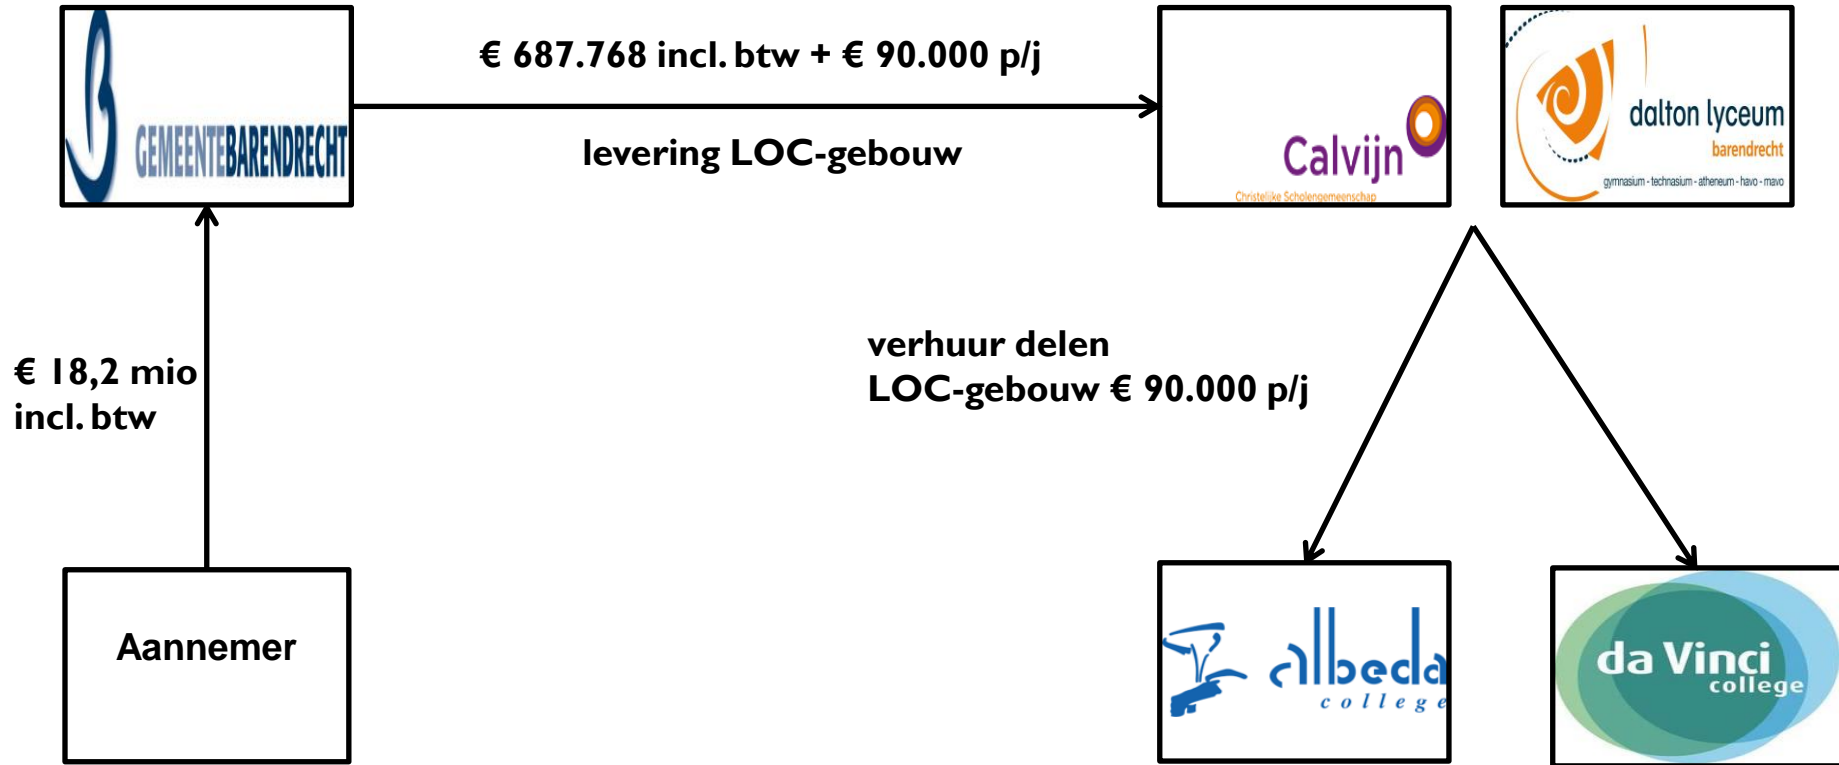 GEMEENTEBARENDRECHT
€ 687.768 incl. btw + € 90.000 p/j
levering LOC-gebouw
Calvijn
Christelijke Scholengemeenschap
dalton lyceum
barendrecht
gymnasium - technasium - atheneum - havo - mavo
€ 18,2 mio
incl. btw
verhuur delen
LOC-gebouw € 90.000 p/j
Aannemer
albeda
college
da Vinci
college